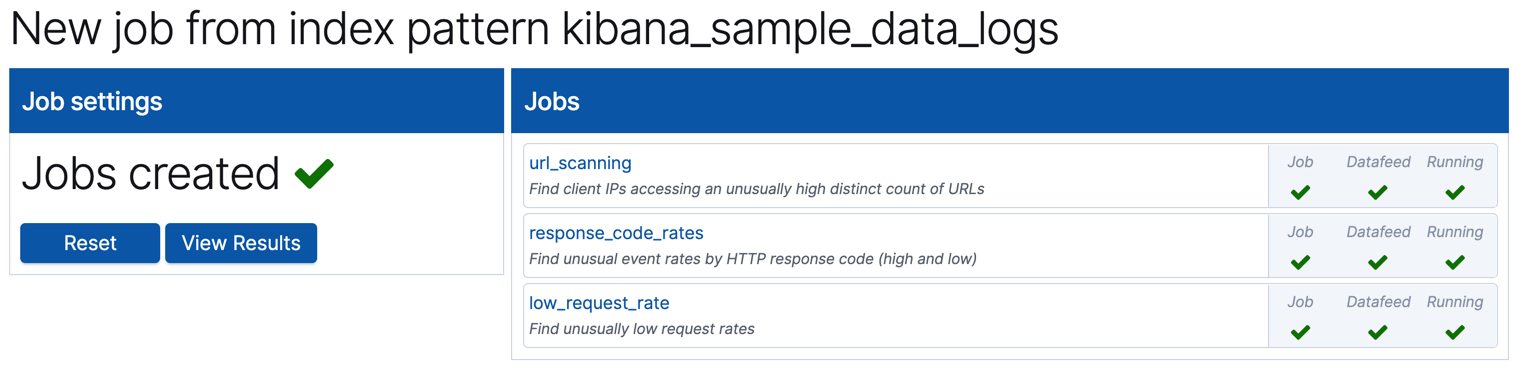 New job from index pattern kibana_sample_data_logs
Job settings
Jobs created
Reset View Results
Jobs
url_scanning
Find client IPs accessing an unusually high distinct count of URLs
Job Datafeed Running
response_code_rates
Find unusual event rates by HTTP response code (high and low)
Job Datafeed Running
low_request_rate
Find unusually low request rates
Job Datafeed Running